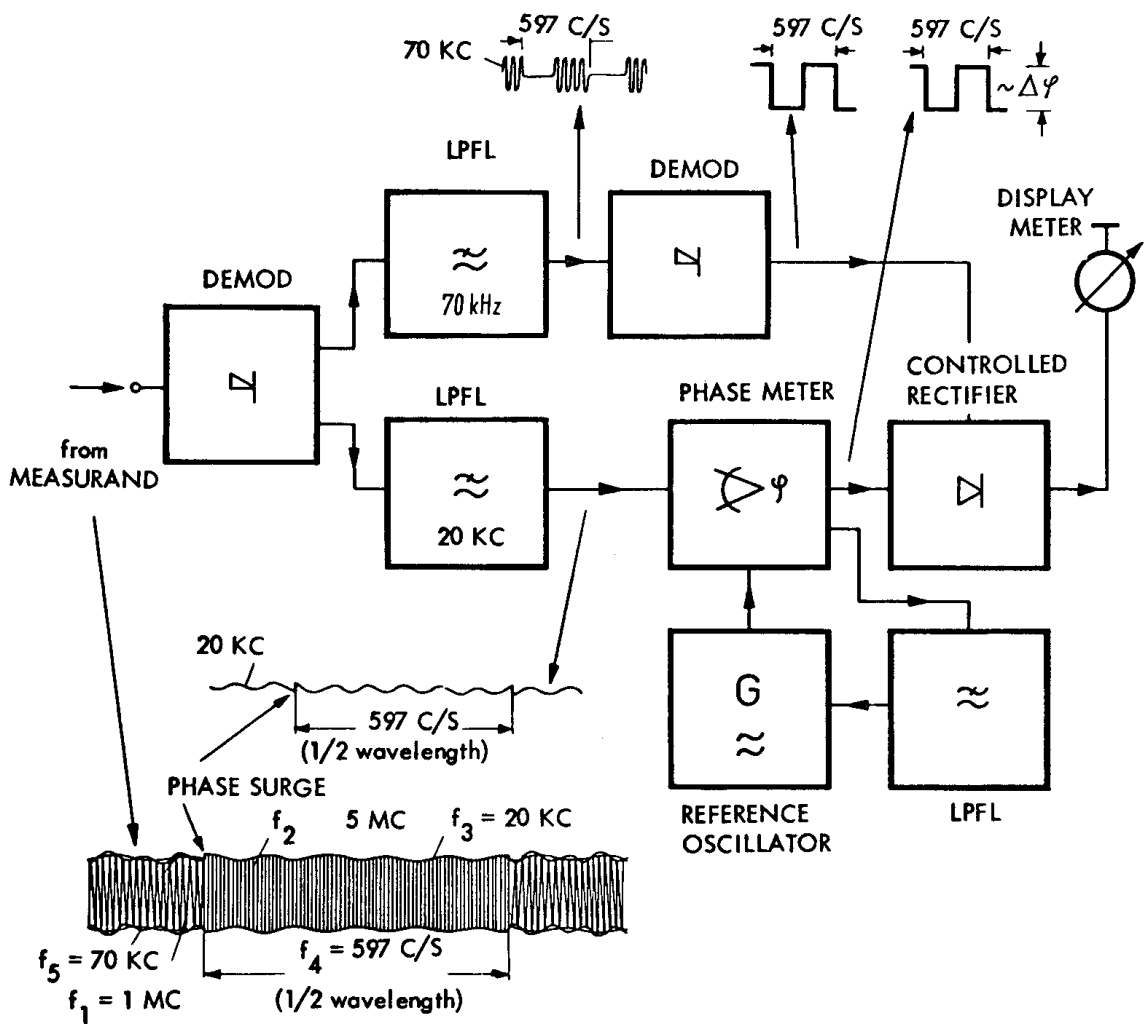 597 C/S
70 KC
597 C/S
597 C/S
~ Δφ
LPFL
DEMOD
DISPLAY
METER
DEMOD
70 kHz
CONTROLLED
RECTIFIER
LPFL
PHASE METER
from
MEASURAND
φ
20 KC
20 KC
G
597 C/S
(1/2 wavelength)
PHASE SURGE
REFERENCE
OSCILLATOR
LPFL
f2 5 MC f3 = 20 KC
f4 = 597 C/S
(1/2 wavelength)
f5 = 70 KC
f1 = 1 MC